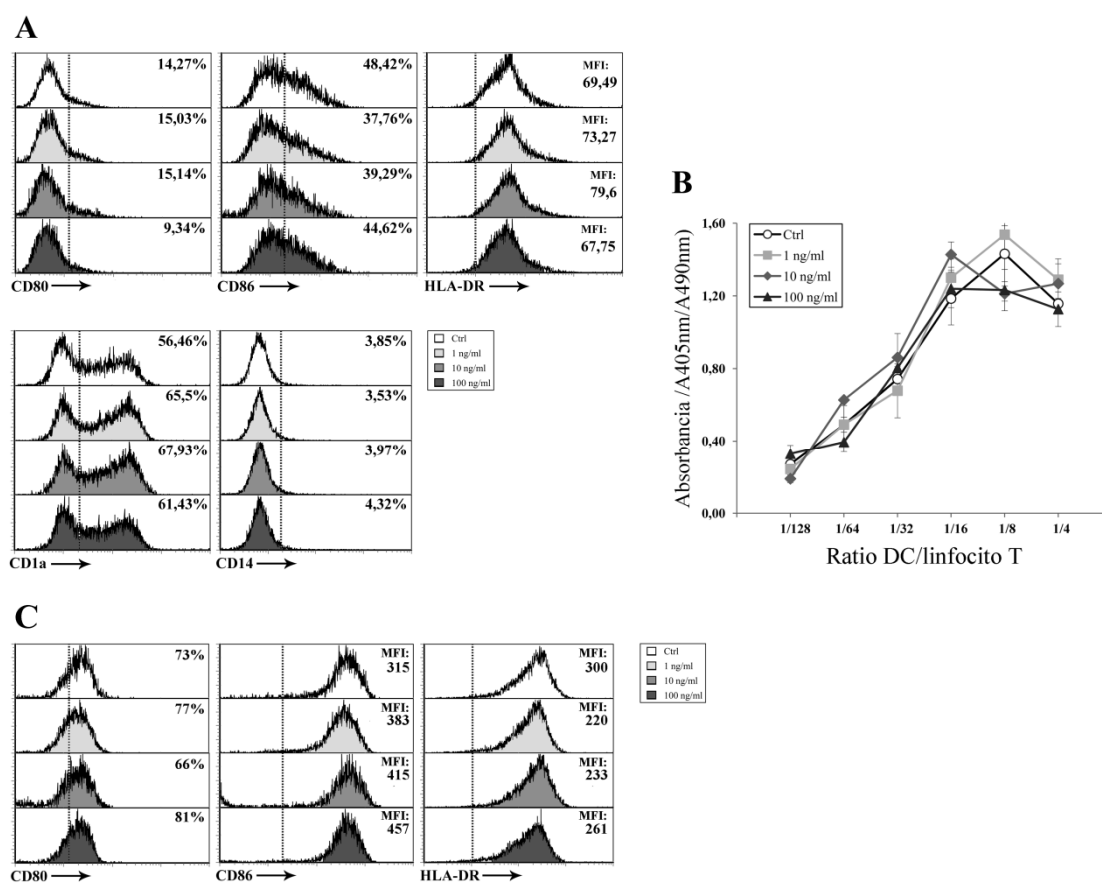 A
14,27%
48,42%
MFI:
69,49
15,03%
37,76%
MFI:
73,27
15,14%
39,29%
MFI:
79,6
9,34%
44,62%
MFI:
67,75
CD80
CD86
HLA-DR
56,46%
3,85%
65,5%
3,53%
67,93%
3,97%
61,43%
4,32%
CD1a
CD14
Ctrl
1 ng/ml
10 ng/ml
100 ng/ml
B
Absorbancia /A405nm/A490nm)
1,60
1,20
0,80
0,40
0,00
Ctrl
1 ng/ml
10 ng/ml
100 ng/ml
1/128
1/64
1/32
1/16
1/8
1/4
Ratio DC/linfocito T
C
73%
MFI:
315
MFI:
300
77%
MFI:
383
MFI:
220
66%
MFI:
415
MFI:
233
81%
MFI:
457
MFI:
261
CD80
CD86
HLA-DR
Ctrl
1 ng/ml
10 ng/ml
100 ng/ml